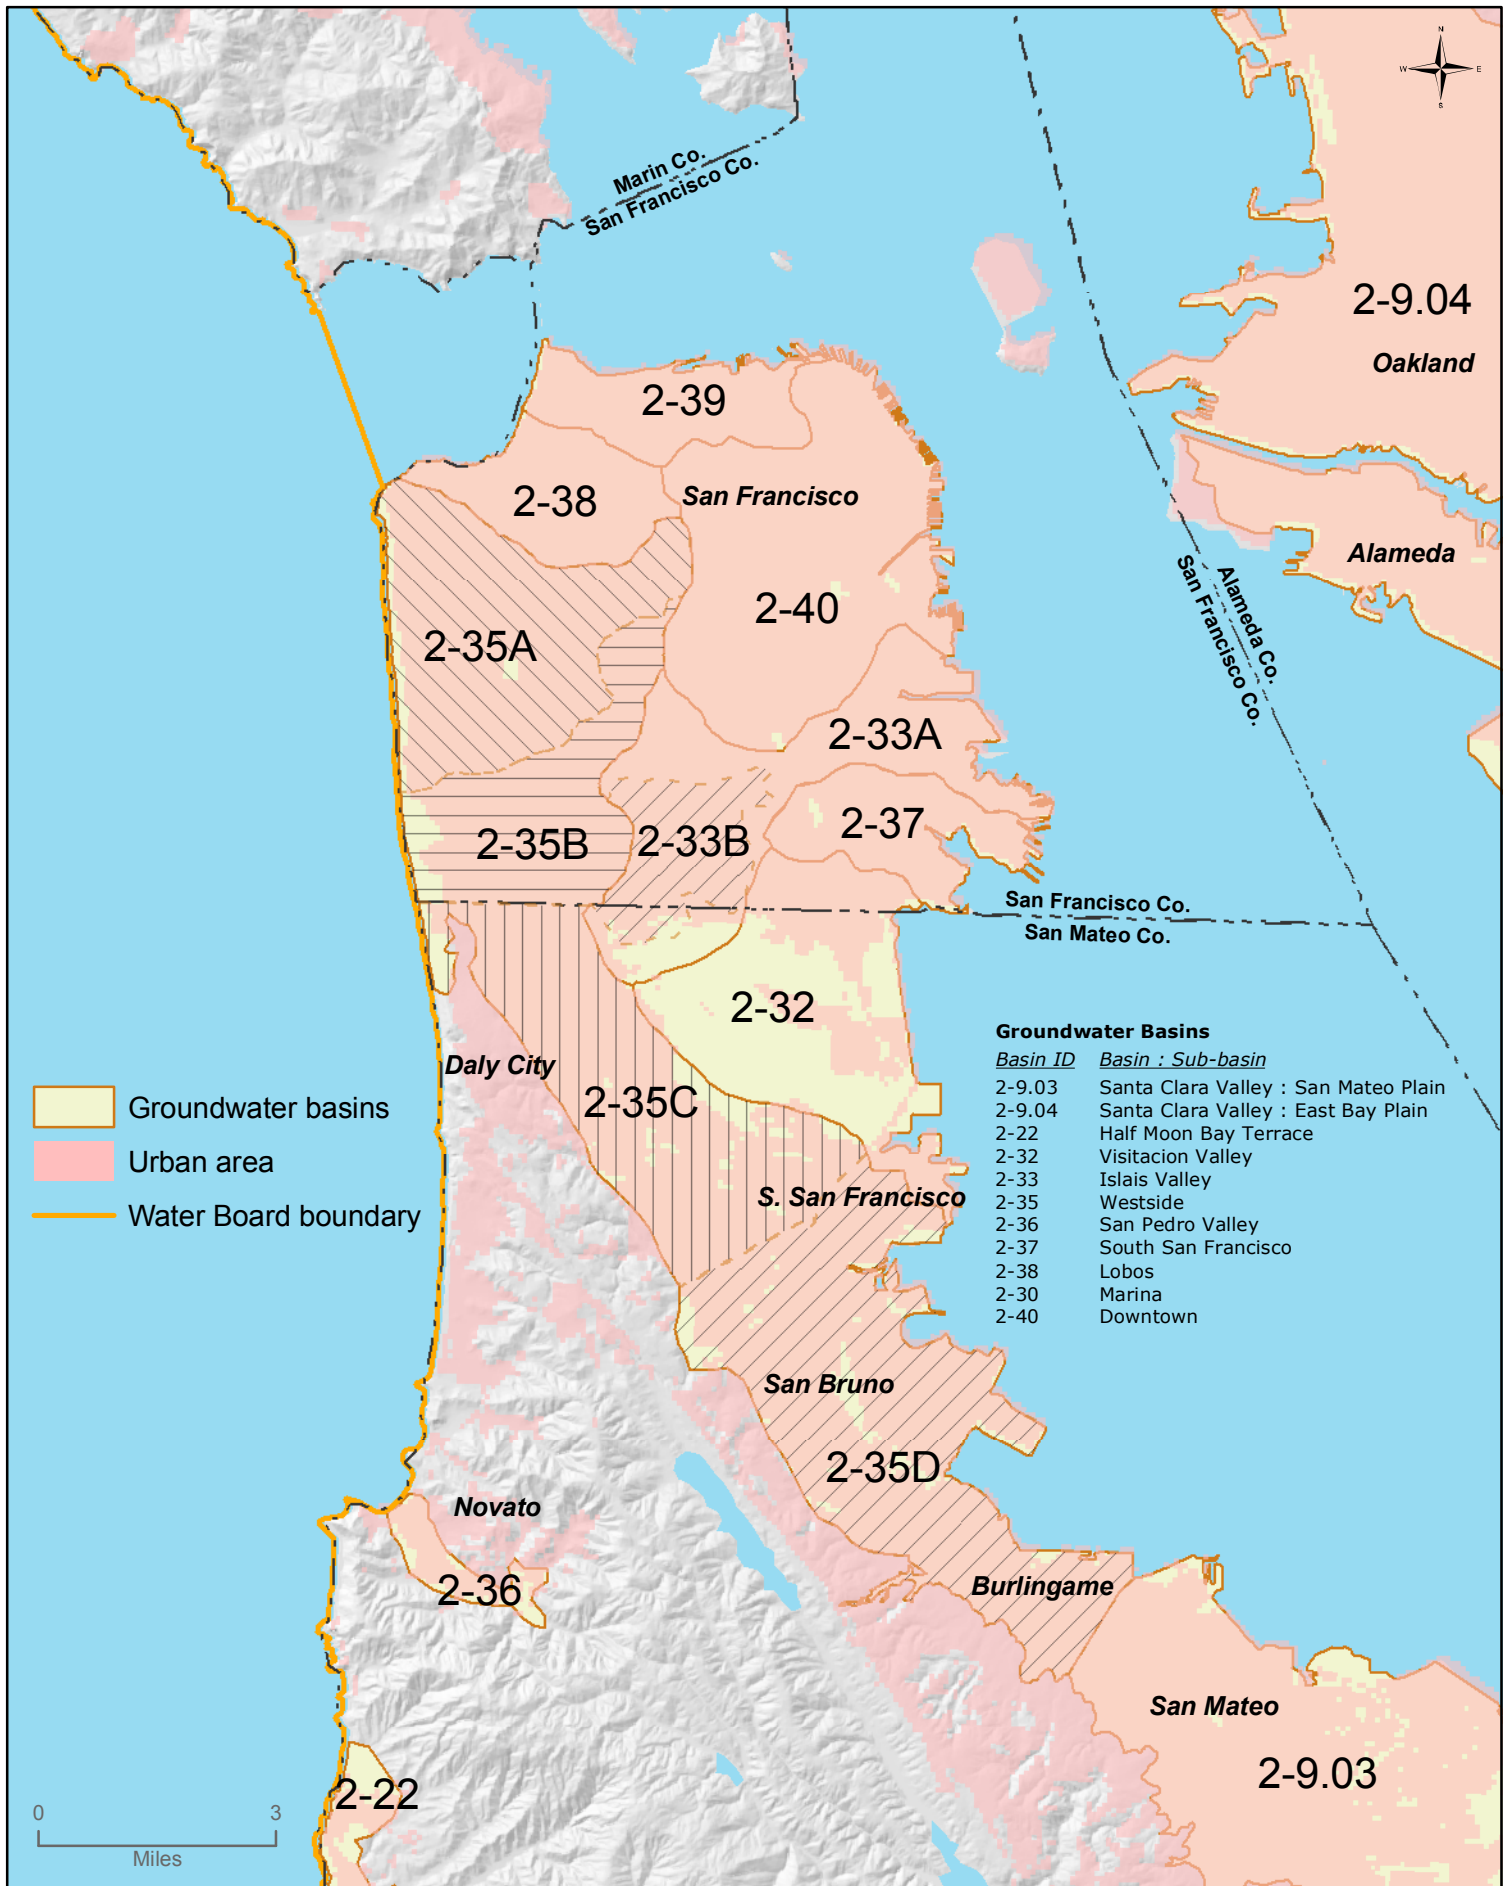 N
W E
S
Marin Co.
San Francisco Co.
2-9.04
Oakland
2-39
2-38
San Francisco
Alameda
Alameda Co.
San Francisco Co.
2-40
2-35A
2-33A
2-37
2-35B
2-33B
San Francisco Co.
San Mateo Co.
2-32
Daly City
2-35C
S. San Francisco
Groundwater Basins
Basin ID Basin : Sub-basin
2-9.03 Santa Clara Valley : San Mateo Plain
2-9.04 Santa Clara Valley : East Bay Plain
2-22 Half Moon Bay Terrace
2-32 Visitacion Valley
2-33 Islais Valley
2-35 Westside
2-36 San Pedro Valley
2-37 South San Francisco
2-38 Lobos
2-30 Marina
2-40 Downtown
Groundwater basins
Urban area
Water Board boundary
San Bruno
2-35D
Novato
2-36
Burlingame
San Mateo
2-9.03
2-22
0 3
Miles